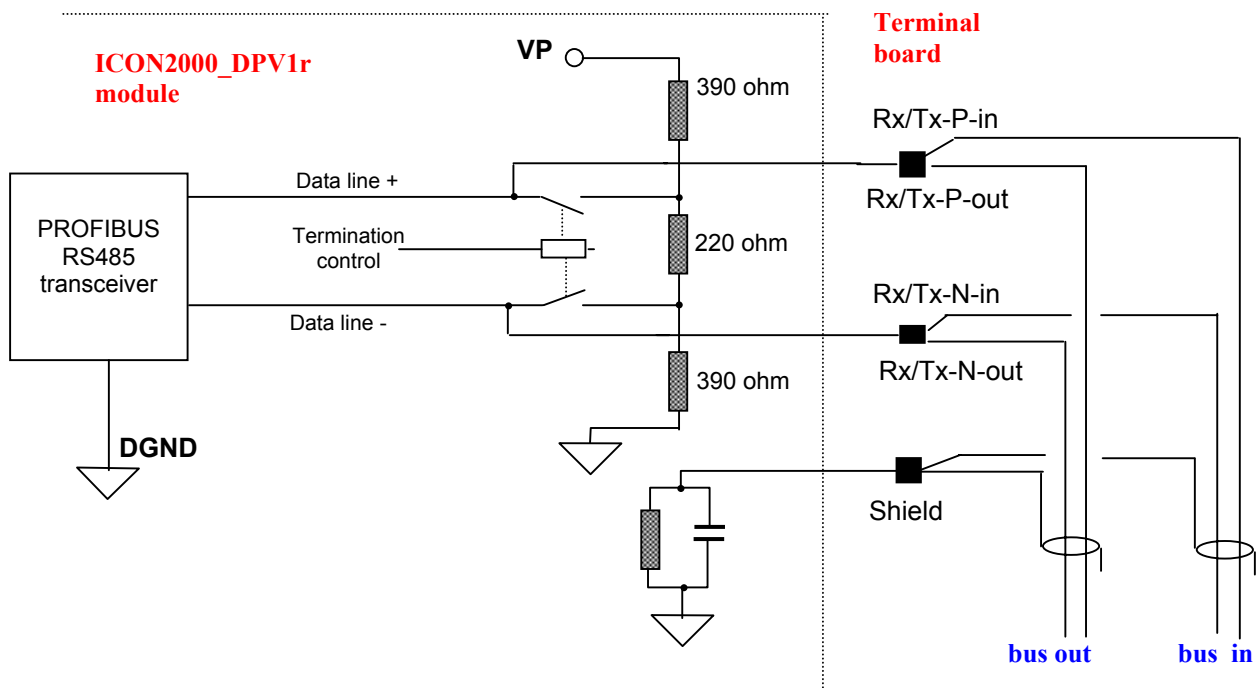 ICON2000_DPV1r
module
VP
390 ohm
Terminal
board
Rx/Tx-P-in
Rx/Tx-P-out
PROFIBUS
RS485
transceiver
Data line +
Termination
control
220 ohm
Data line -
Rx/Tx-N-in
Rx/Tx-N-out
390 ohm
DGND
Shield
bus out
bus in